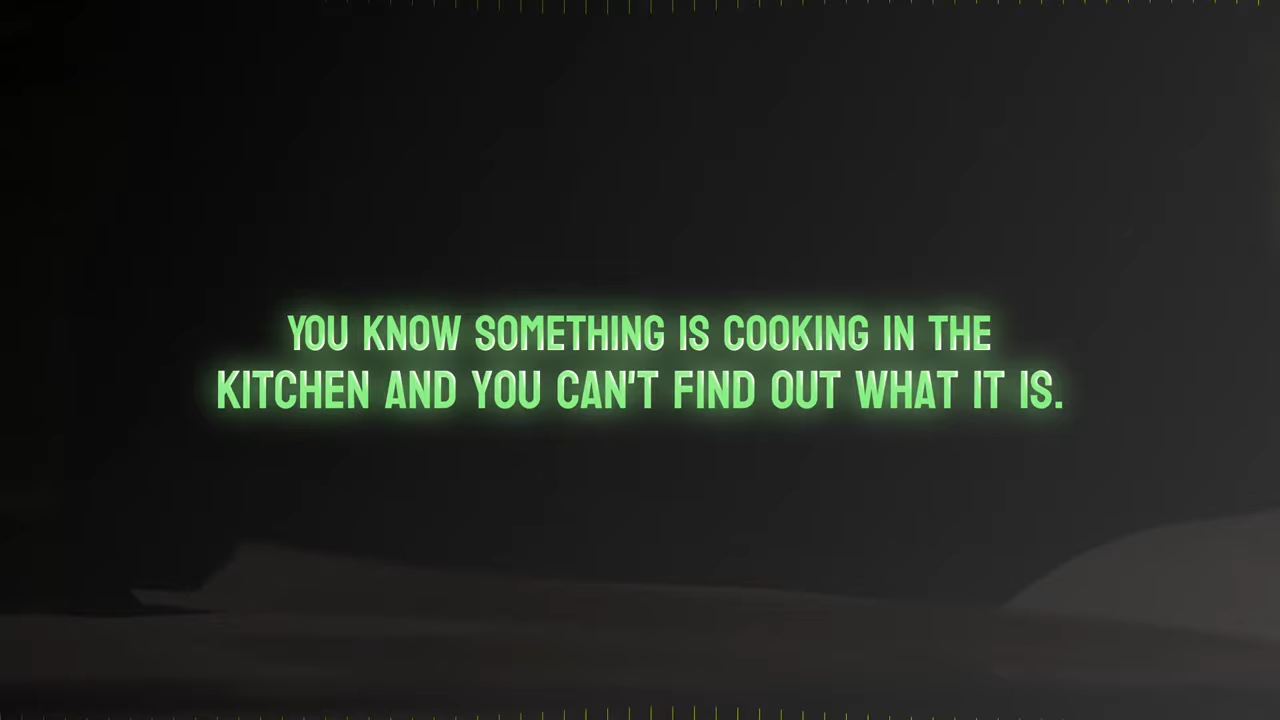 YOU KNOW SOMETHING IS COOKING IN THE
KITCHEN AND YOU CAN'T FIND OUT WHAT IT IS.